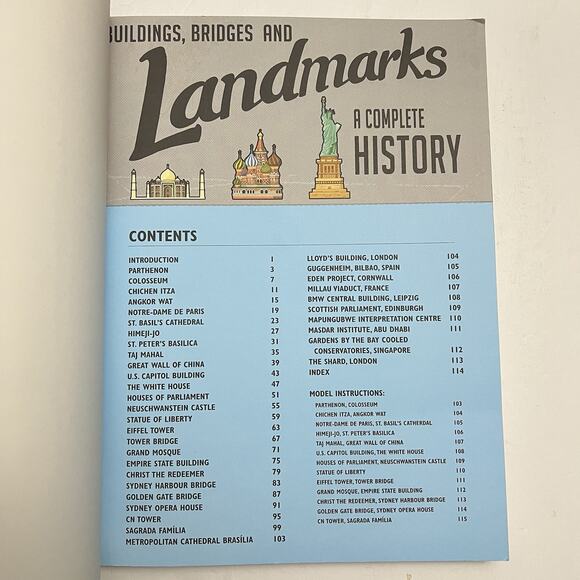 BUILDINGS, BRIDGES AND
Landmarks
A COMPLETE
HISTORY
CONTENTS
INTRODUCTION 1
PARTHENON 3
COLOSSEUM 7
CHICHEN ITZA 11
ANGKOR WAT 15
NOTRE-DAME DE PARIS 19
ST. BASIL'S CATHEDRAL 23
HIMEJI-JO 27
ST. PETER'S BASILICA 31
TAJ MAHAL 35
GREAT WALL OF CHINA 39
U.S. CAPITOL BUILDING 43
THE WHITE HOUSE 47
HOUSES OF PARLIAMENT 51
NEUSCHWANSTEIN CASTLE 55
STATUE OF LIBERTY 59
EIFFEL TOWER 63
TOWER BRIDGE 67
GRAND MOSQUE 71
EMPIRE STATE BUILDING 75
CHRIST THE REDEEMER 79
SYDNEY HARBOUR BRIDGE 83
GOLDEN GATE BRIDGE 87
SYDNEY OPERA HOUSE 91
CN TOWER 95
SAGRADA FAMÍLIA 99
METROPOLITAN CATHEDRAL BRASÍLIA 103
LLOYD'S BUILDING, LONDON 104
GUGGENHEIM, BILBAO, SPAIN 105
EDEN PROJECT, CORNWALL 106
MILLAU VIADUCT, FRANCE 107
BMW CENTRAL BUILDING, LEIPZIG 108
SCOTTISH PARLIAMENT, EDINBURGH 109
MAPUNGUBWE INTERPRETATION CENTRE 110
MASDAR INSTITUTE, ABU DHABI 111
GARDENS BY THE BAY COOLED
CONSERVATORIES, SINGAPORE 112
THE SHARD, LONDON 113
INDEX 114
MODEL INSTRUCTIONS:
PARTHENON, COLOSSEUM 103
CHICHEN ITZA, ANGKOR WAT 104
NOTRE-DAME DE PARIS, ST. BASIL'S CATHERDAL 105
HIMEJI-JO, ST. PETER'S BASILICA 106
TAJ MAHAL, GREAT WALL OF CHINA 107
U.S. CAPITOL BUILDING, THE WHITE HOUSE 108
HOUSES OF PARLIAMENT, NEUSCHWANSTEIN CASTLE 109
STATUE OF LIBERTY 110
EIFFEL TOWER, TOWER BRIDGE 111
GRAND MOSQUE, EMPIRE STATE BUILDING 112
CHRIST THE REDEEMER, SYDNEY HARBOUR BRIDGE 113
GOLDEN GATE BRIDGE, SYDNEY OPERA HOUSE 114
CN TOWER, SAGRADA FAMÍLIA 115